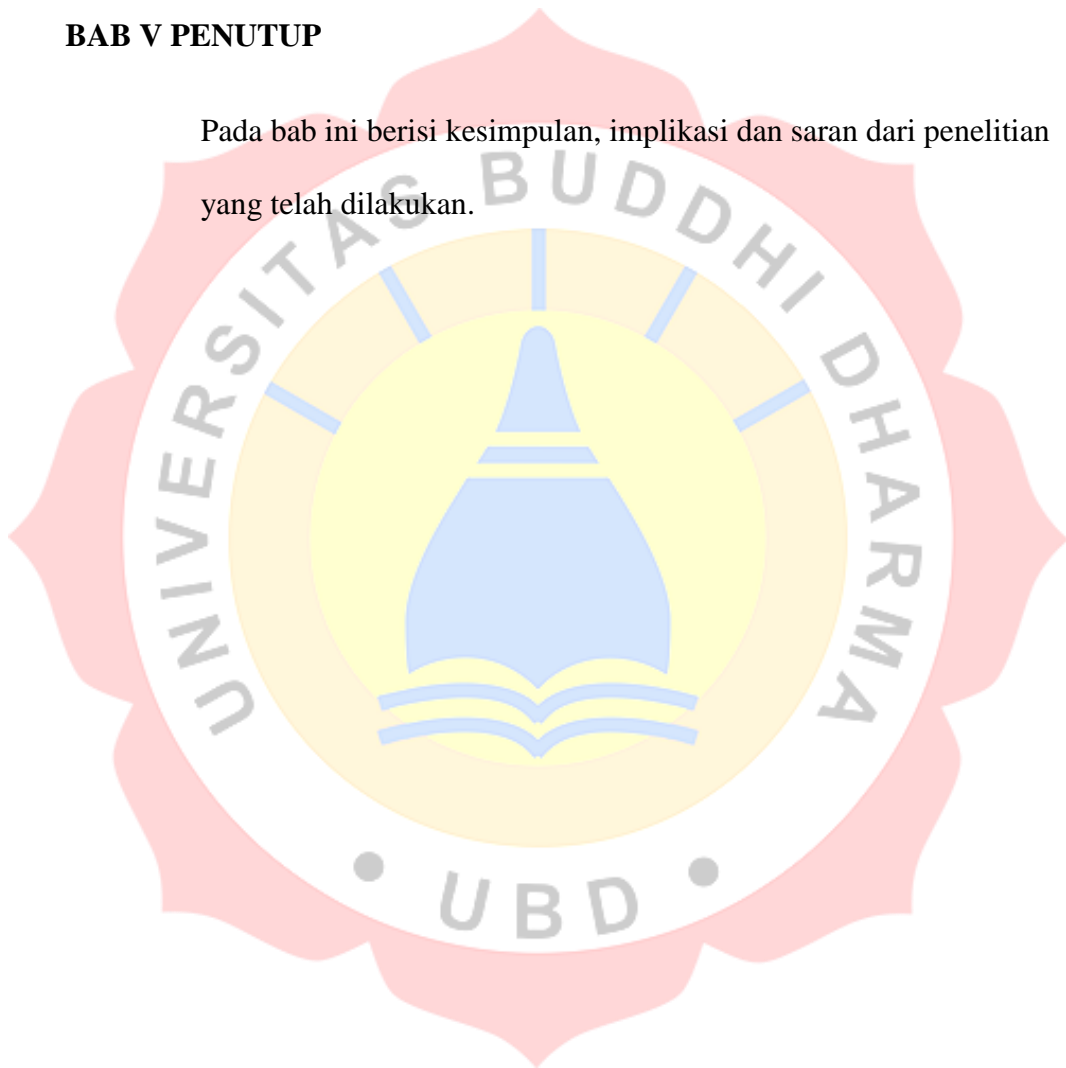 BAB V PENUTUP
Pada bab ini berisi kesimpulan, implikasi dan saran dari penelitian
yang telah dilakukan.
UNIVERSITAS BUDDHI DHARMA
• UBD •